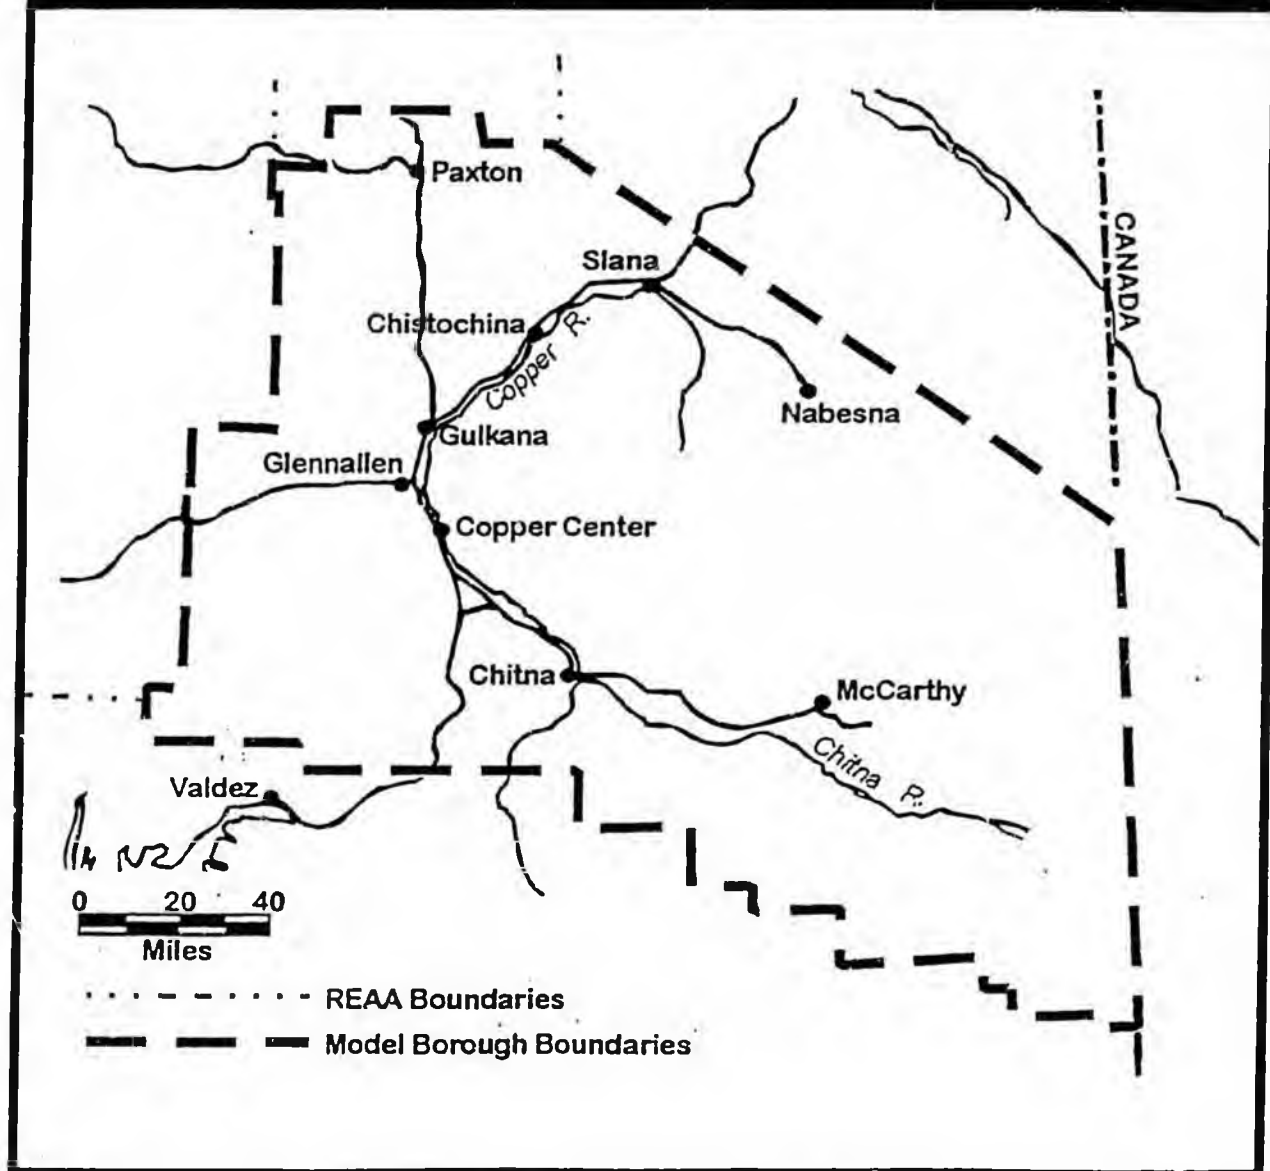 Paxton
CANADA
Slana
Chistochina
Copper R.
Nabesna
Gulkana
Glennallen
Copper Center
Chitna
McCarthy
Chitna R.
Valdez
0 20 40
Miles
REAA Boundaries
Model Borough Boundaries